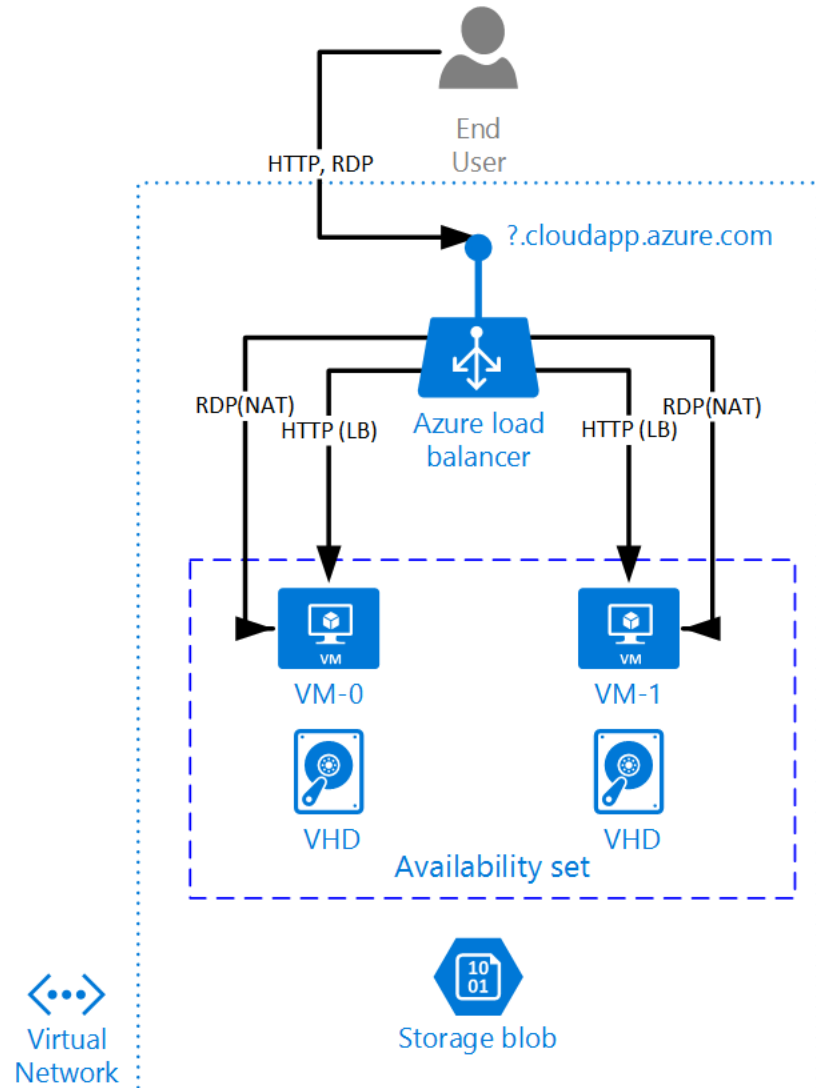 End
User
HTTP, RDP
?.cloudapp.azure.com
RDP(NAT)
HTTP (LB)
Azure load
balancer
HTTP (LB)
RDP(NAT)
VM
VM
VM-0
VM-1
VHD
VHD
Availability set
10
01
Storage blob
Virtual
Network